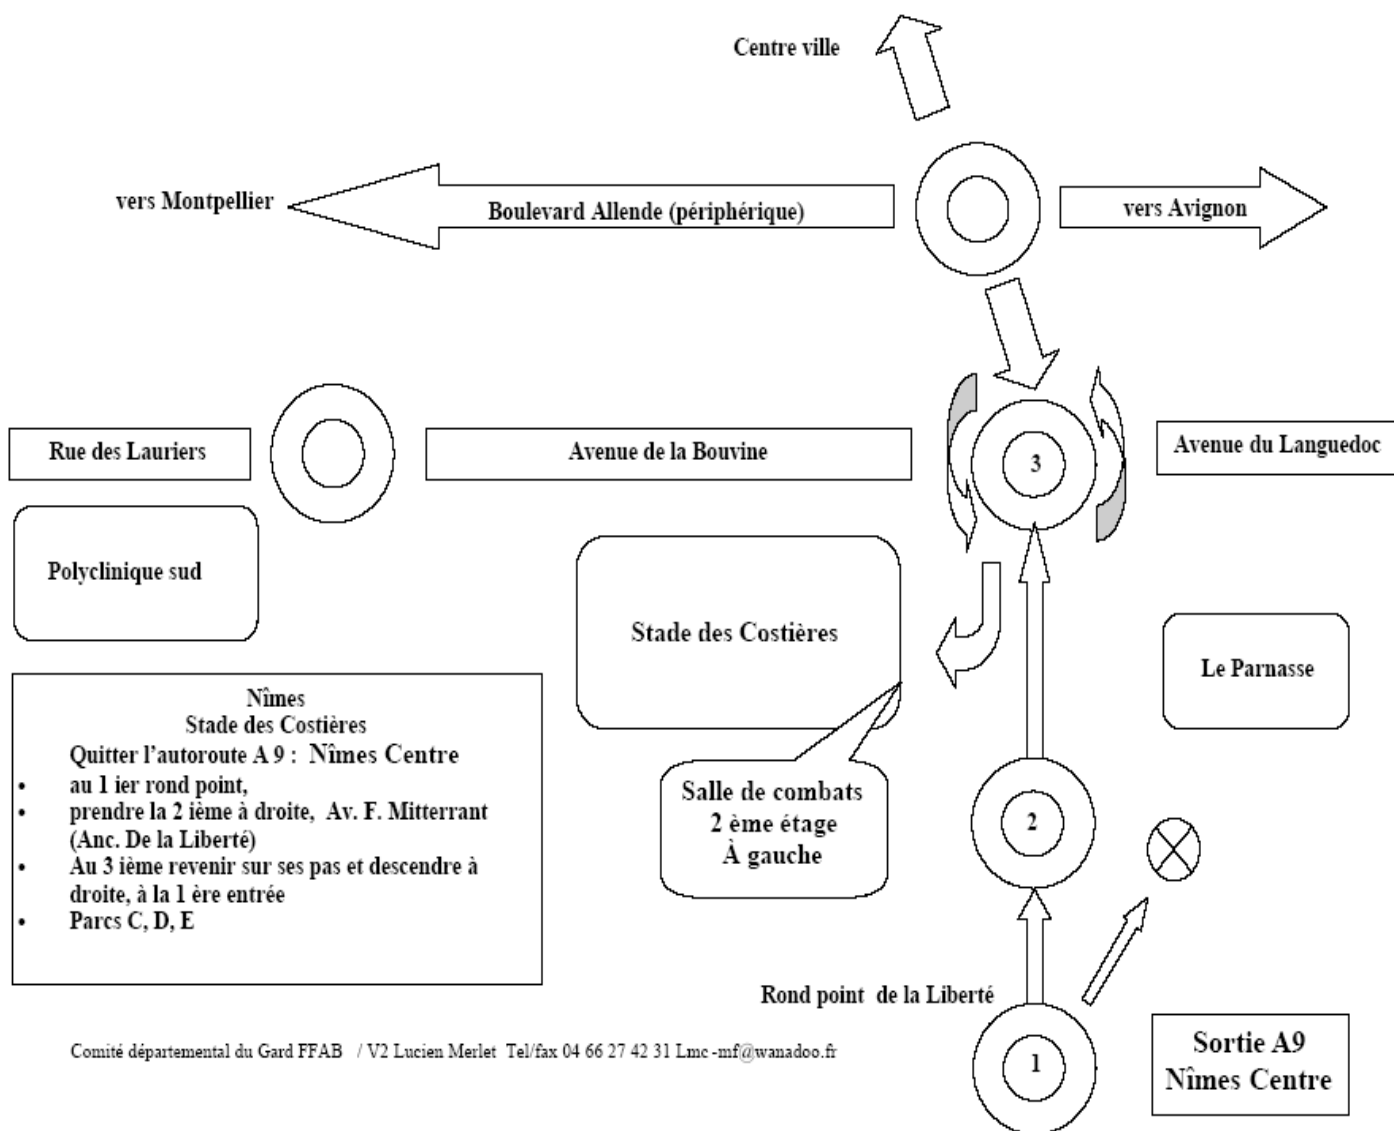 Centre ville
vers Montpellier
Boulevard Allende (périphérique)
vers Avignon
Rue des Lauriers
Avenue de la Bouvine
3
Avenue du Languedoc
Polyclinique sud
Stade des Costières
Le Parnasse
Nîmes
Stade des Costières
Quitter l'autoroute A 9 : Nîmes Centre
• au 1 ier rond point,
• prendre la 2 ième à droite, Av. F. Mitterrant
(Anc. De la Liberté)
• Au 3 ième revenir sur ses pas et descendre à
droite, à la 1 ère entrée
• Parcs C, D, E
Salle de combats
2 ème étage
À gauche
2
Rond point de la Liberté
1
Sortie A9
Nîmes Centre
Comité départemental du Gard FFAB / V2 Lucien Merlet Tel/fax 04 66 27 42 31 Lmc -mf@wanadoo.fr